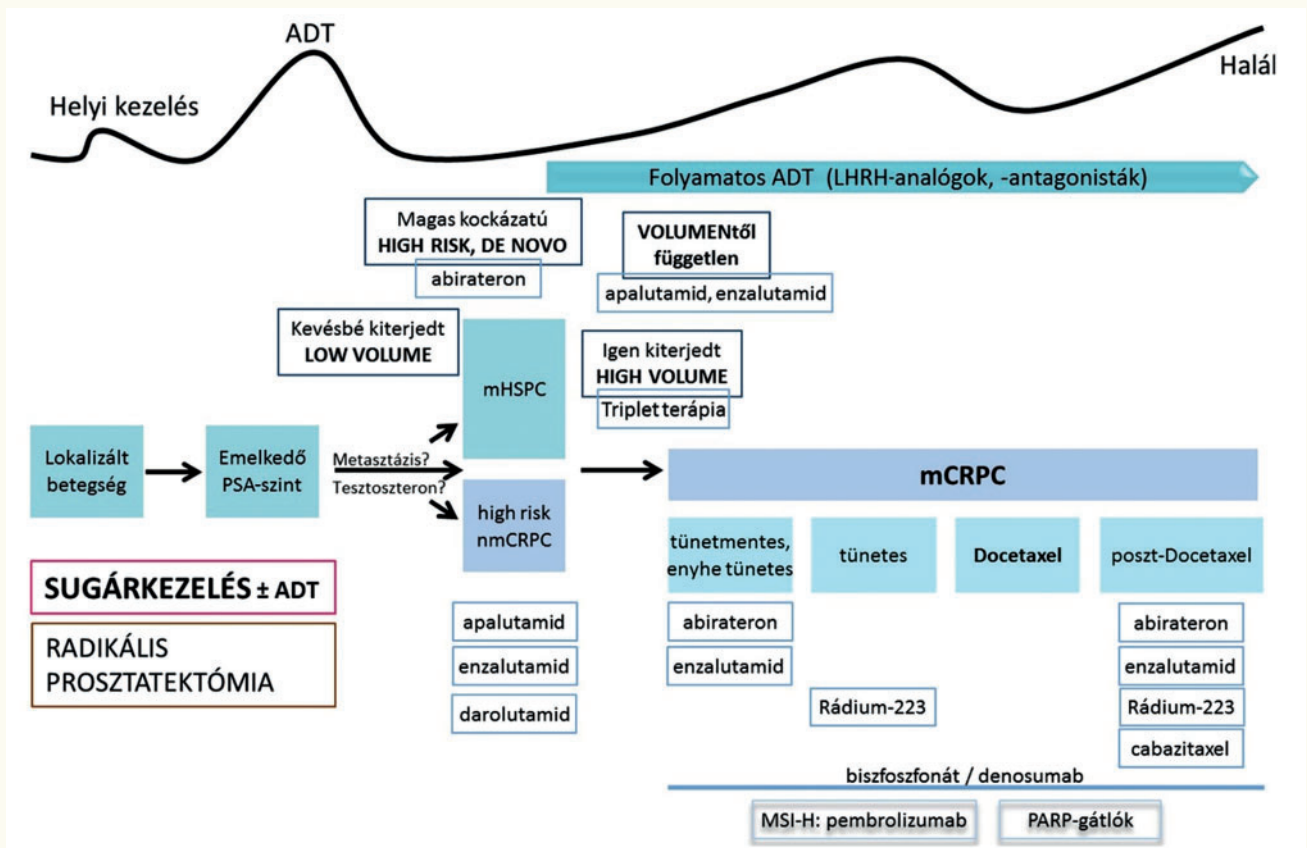 ADT
Halál
Helyi kezelés
Folyamatos ADT (LHRH-analógok, -antagonisták)
Magas kockázatú
HIGH RISK, DE NOVO
abirateron
VOLUMENtől
független
apalutamid, enzalutamid
Kevésbé kiterjedt
LOW VOLUME
mHSPC
Igen kiterjedt
HIGH VOLUME
Triplet terápia
Lokalizált
betegség
Emelkedő
PSA-szint
Metasztázis?
Tesztoszteron?
high risk
nmCRPC
mCRPC
tünetmentes,
enyhe tünetes
tünetes
Docetaxel
poszt-Docetaxel
SUGÁRKEZELÉS ± ADT
RADIKÁLIS
PROSZTATEKTÓMIA
apalutamid
enzalutamid
darolutamid
abirateron
enzalutamid
Rádium-223
abirateron
enzalutamid
Rádium-223
cabazitaxel
biszfoszfonát / denosumab
MSI-H: pembrolizumab
PARP-gátlók